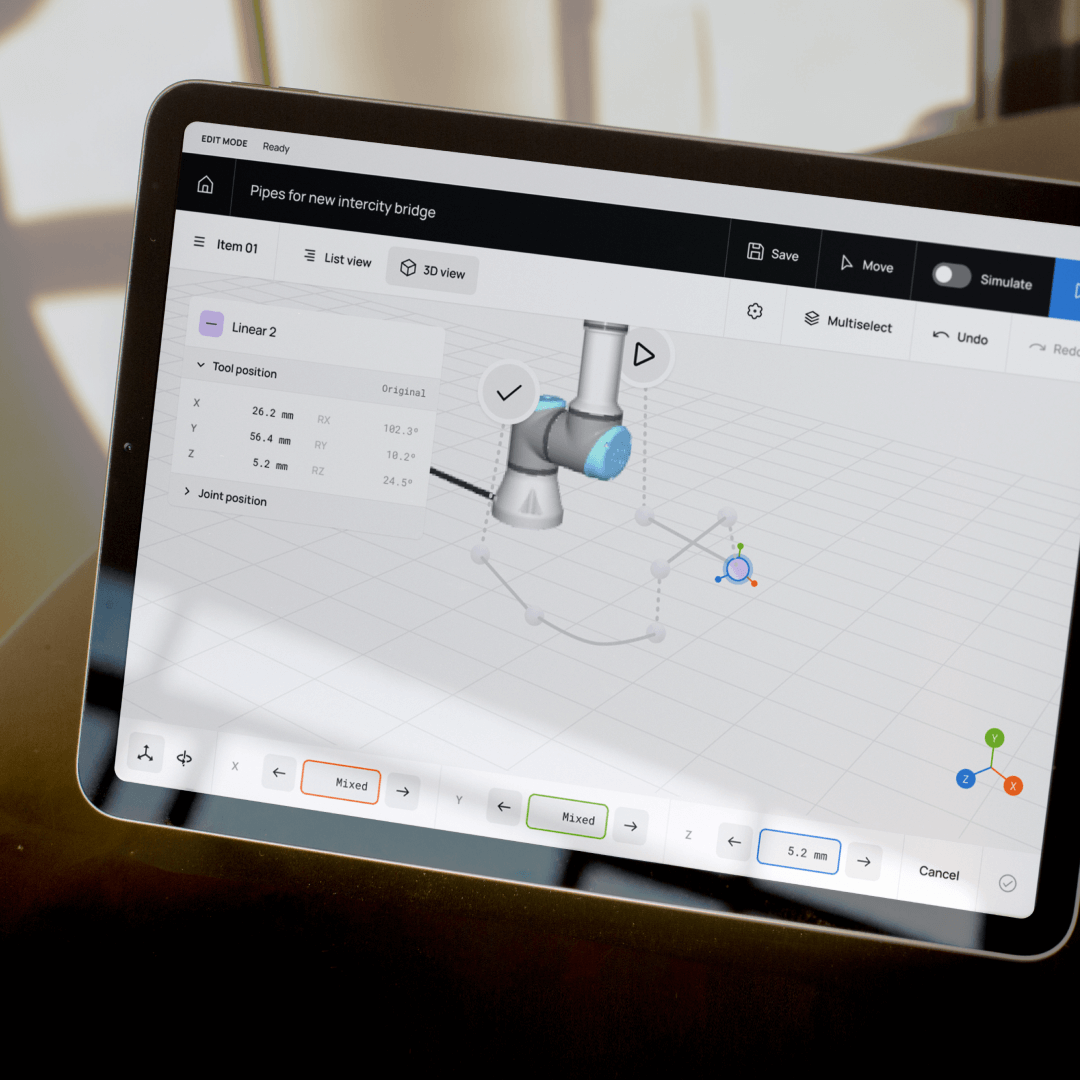 EDIT MODE Ready
Pipes for new intercity bridge
Save
Move
Simulate
Item 01
List view
3D view
Multiselect
Undo
Redo
Linear 2
Tool position
Original
X 26.2 mm RX 102.3°
Y 56.4 mm RY 10.2°
Z 5.2 mm RZ 24.5°
Joint position
Y
Z
X
X Mixed
Y Mixed
Z 5.2 mm
Cancel